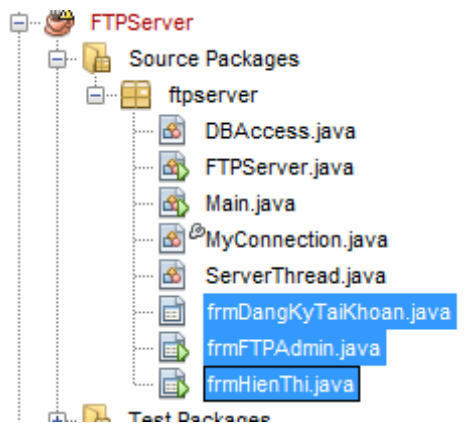 FTPServer
Source Packages
ftpserver
DBAccess.java
FTPServer.java
Main.java
MyConnection.java
ServerThread.java
frmDangKyTaiKhoan.java
frmFTPAdmin.java
frmHienThi.java
Test Packages